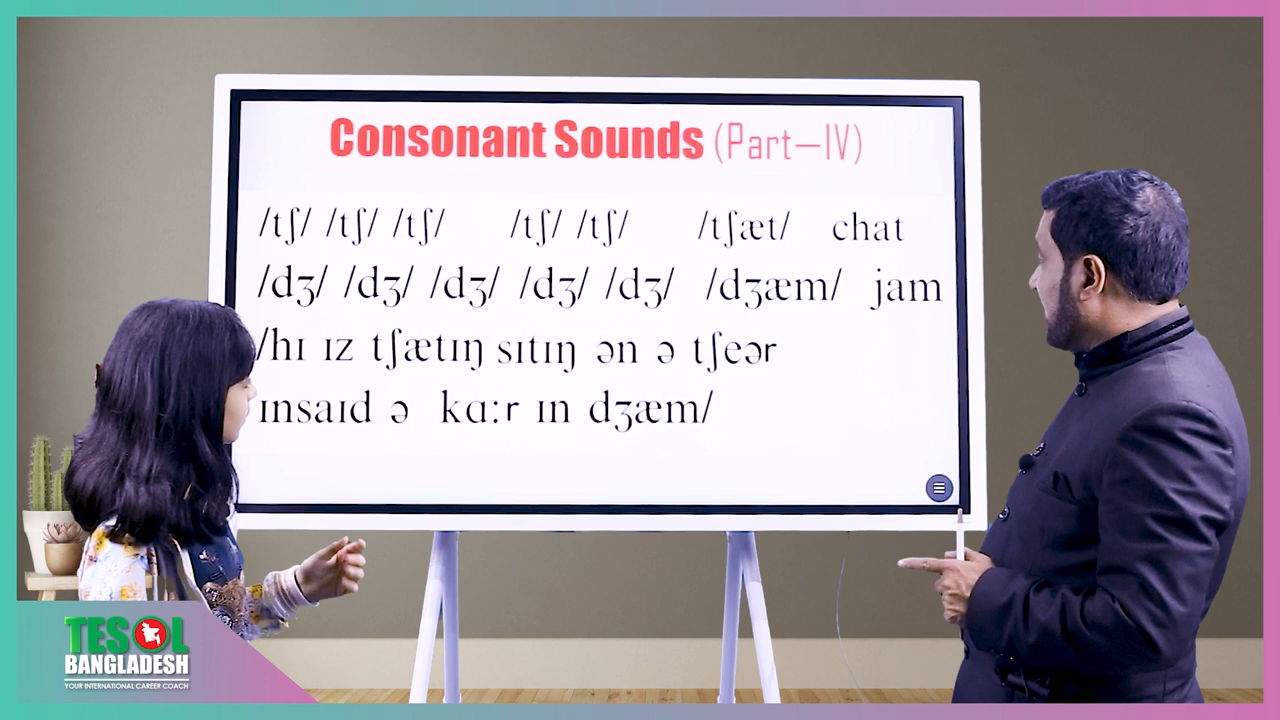 Consonant Sounds (Part—IV)
/tʃ/ /tʃ/ /tʃ/ /tʃ/ /tʃ/ /tʃæt/ chat
/dʒ/ /dʒ/ /dʒ/ /dʒ/ /dʒ/ /dʒæm/ jam
/hɪ ɪz tʃætɪŋ sɪtɪŋ ən ə tʃeər
ɪnsaɪd ə kɑːr ɪn dʒæm/
TESOL
BANGLADESH
YOUR INTERNATIONAL CAREER COACH